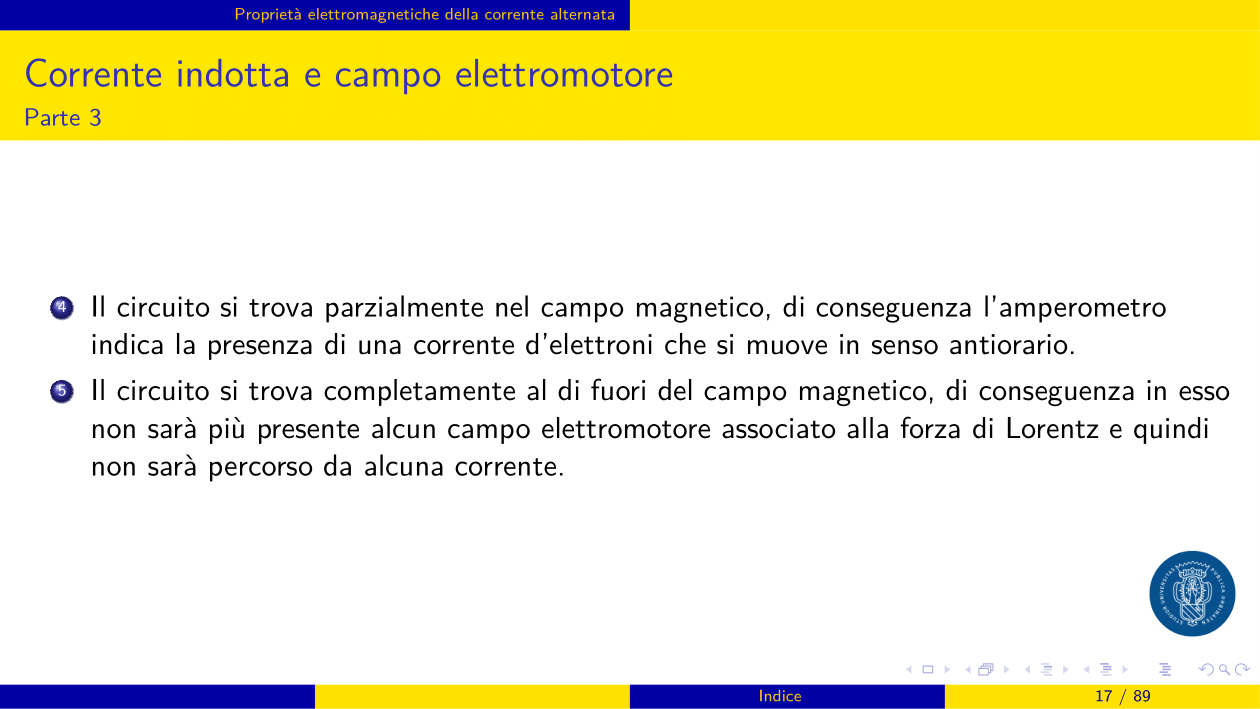 Proprietà elettromagnetiche della corrente alternata
Corrente indotta e campo elettromotore
Parte 3
4 Il circuito si trova parzialmente nel campo magnetico, di conseguenza l'amperometro
indica la presenza di una corrente d'elettroni che si muove in senso antiorario.
5 Il circuito si trova completamente al di fuori del campo magnetico, di conseguenza in esso
non sarà più presente alcun campo elettromotore associato alla forza di Lorentz e quindi
non sarà percorso da alcuna corrente.
Indice
17 / 89